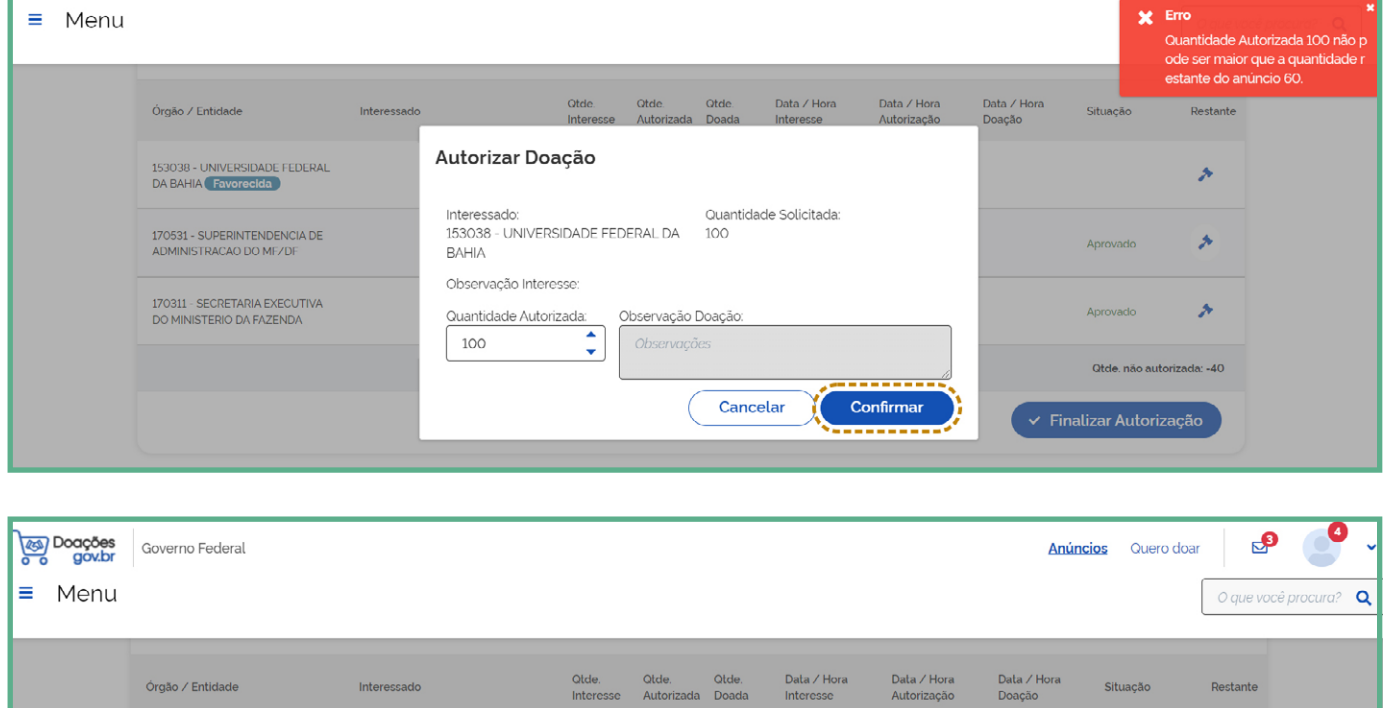 Menu
Erro
Quantidade Autorizada 100 não p
ode ser maior que a quantidade r
estante do anúncio 60.
Órgão / Entidade
Interessado
Qtde. Interesse
Qtde. Autorizada
Qtde. Doada
Data / Hora Interesse
Data / Hora Autorização
Data / Hora Doação
Situação
Restante
153038 - UNIVERSIDADE FEDERAL
DA BAHIA Favorecida
170531 - SUPERINTENDENCIA DE
ADMINISTRACAO DO MF/DF
Aprovado
170311 - SECRETARIA EXECUTIVA
DO MINISTERIO DA FAZENDA
Aprovado
Qtde. não autorizada: -40
Finalizar Autorização
Autorizar Doação
Interessado:
153038 - UNIVERSIDADE FEDERAL DA
BAHIA
Quantidade Solicitada:
100
Observação Interesse:
Quantidade Autorizada:
100
Observação Doação:
Observações
Cancelar
Confirmar
Doações
gov.br
Governo Federal
Anúncios
Quero doar
3
4
Menu
O que você procura?
Órgão / Entidade
Interessado
Qtde. Interesse
Qtde. Autorizada
Qtde. Doada
Data / Hora Interesse
Data / Hora Autorização
Data / Hora Doação
Situação
Restante